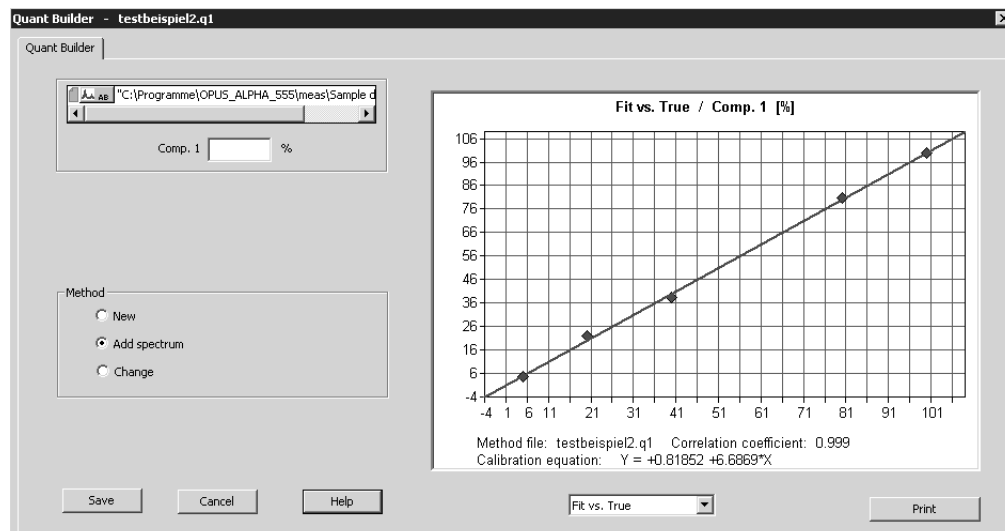 Quant Builder - testbeispiel2.q1
Quant Builder
AB "C:\Programme\OPUS_ALPHA_555\meas\Sample d
Comp. 1 %
Method
New
Add spectrum
Change
Save Cancel Help
Fit vs. True / Comp. 1 [%]
106
96
86
76
66
56
46
36
26
16
6
-4
-4 1 6 11 21 31 41 51 61 71 81 91 101
Method file: testbeispiel2.q1 Correlation coefficient: 0.999
Calibration equation: Y = +0.81852 +6.6869*X
Fit vs. True
Print